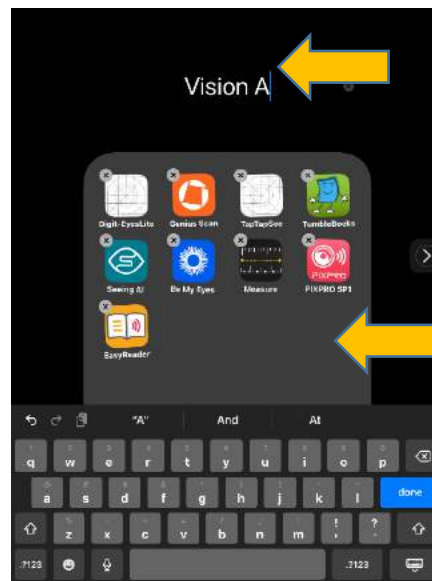 Vision A
Digit-EyesLite Genius Scan TapTapSee TumbleBooks
Seeing AI Be My Eyes Measure PIXPRO SP1
PIXPRO
EasyReader
"A" And At
q w e r t y u i o p
a s d f g h j k l done
z x c v b n m ! , ? .
.?123 .?123